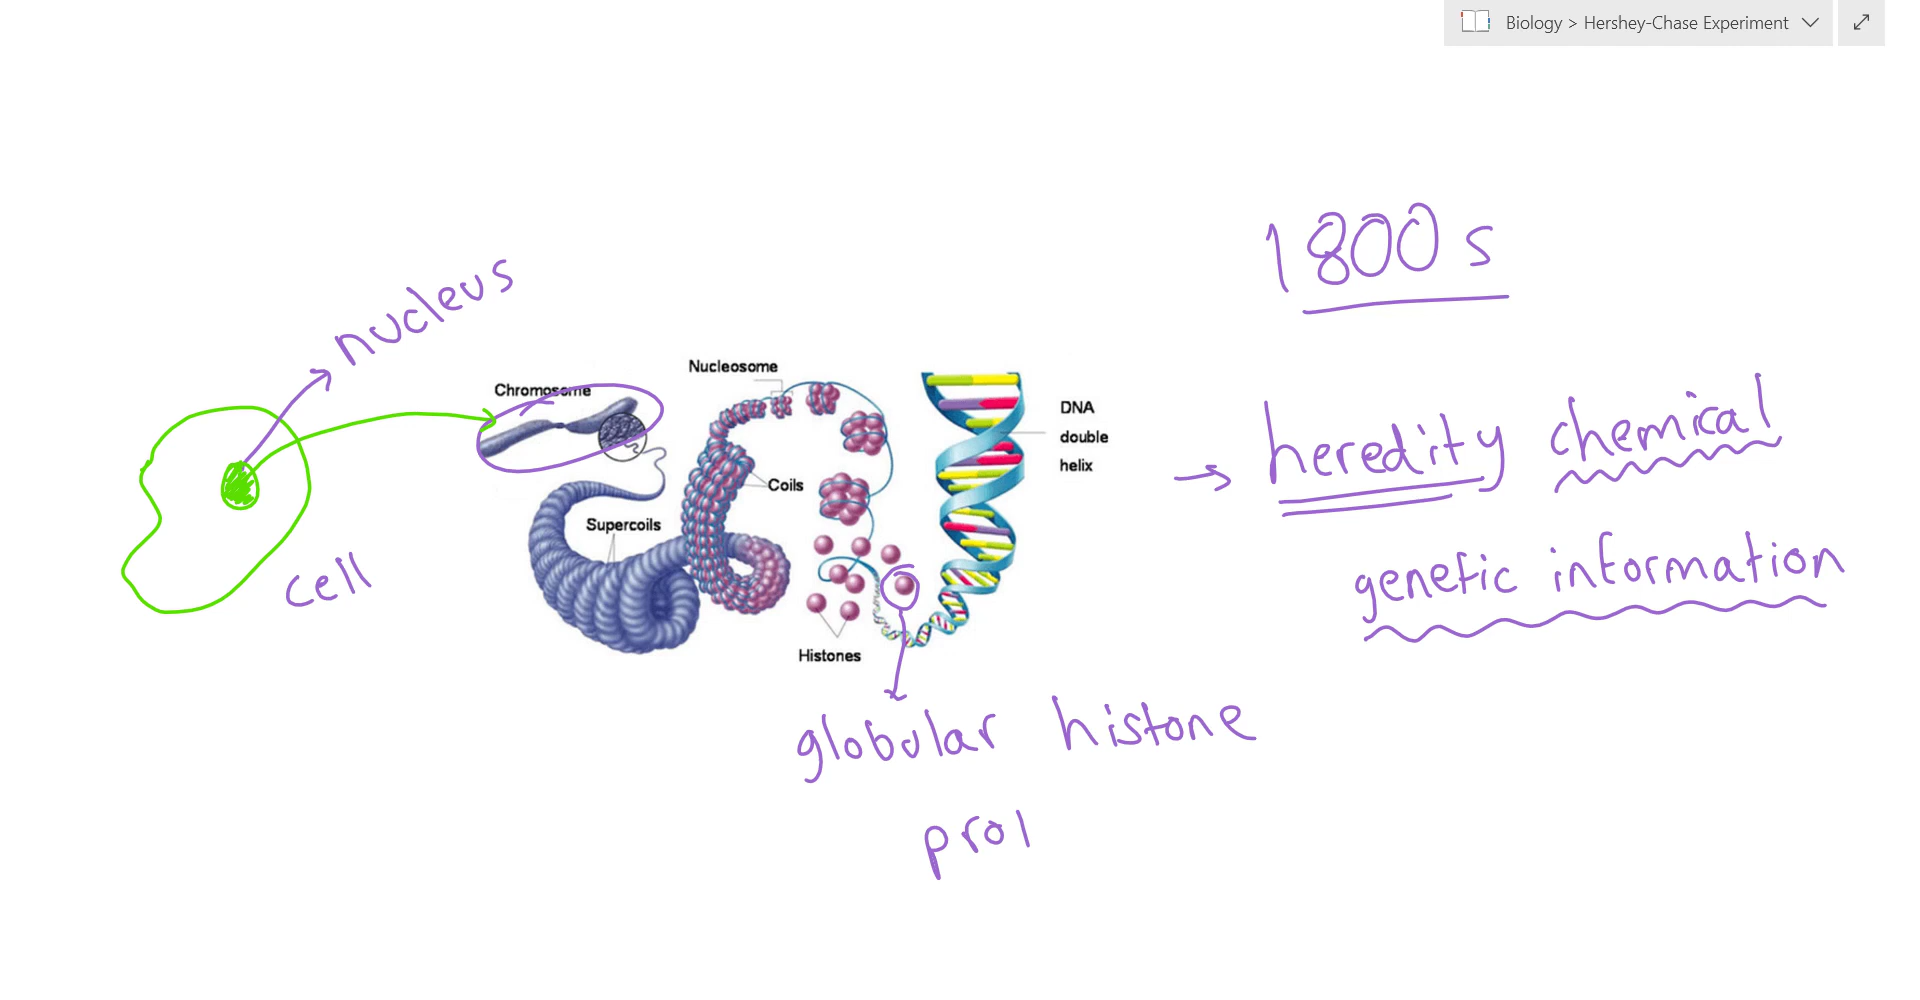 Biology > Hershey-Chase Experiment
1800s
nucleus
Nucleosome
Chromosome
DNA
double
helix
heredity chemical
Coils
Supercoils
genetic information
cell
Histones
globular histone
prol